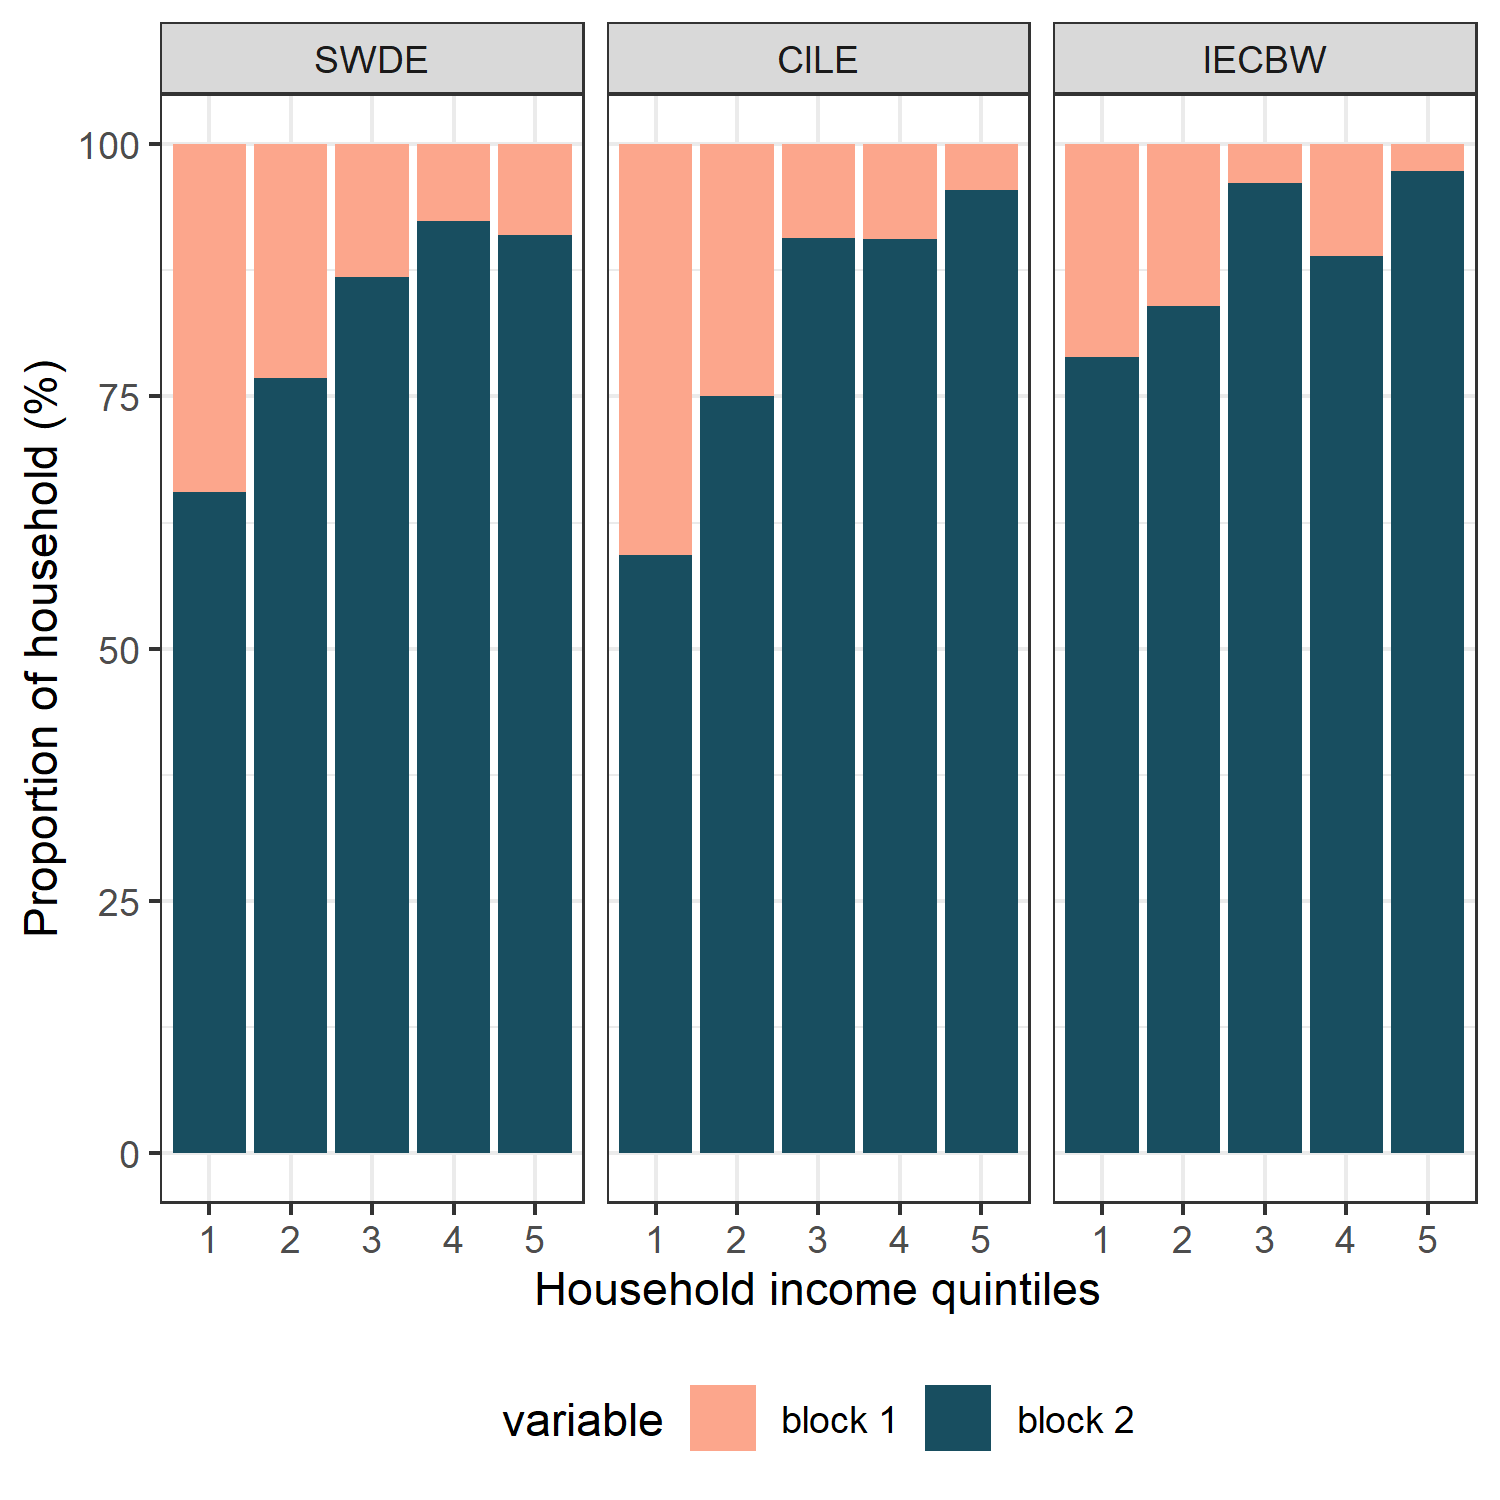 SWDE CILE IECBW
100
75
50
25
0
Proportion of household (%)
1 2 3 4 5 1 2 3 4 5 1 2 3 4 5
Household income quintiles
variable block 1 block 2